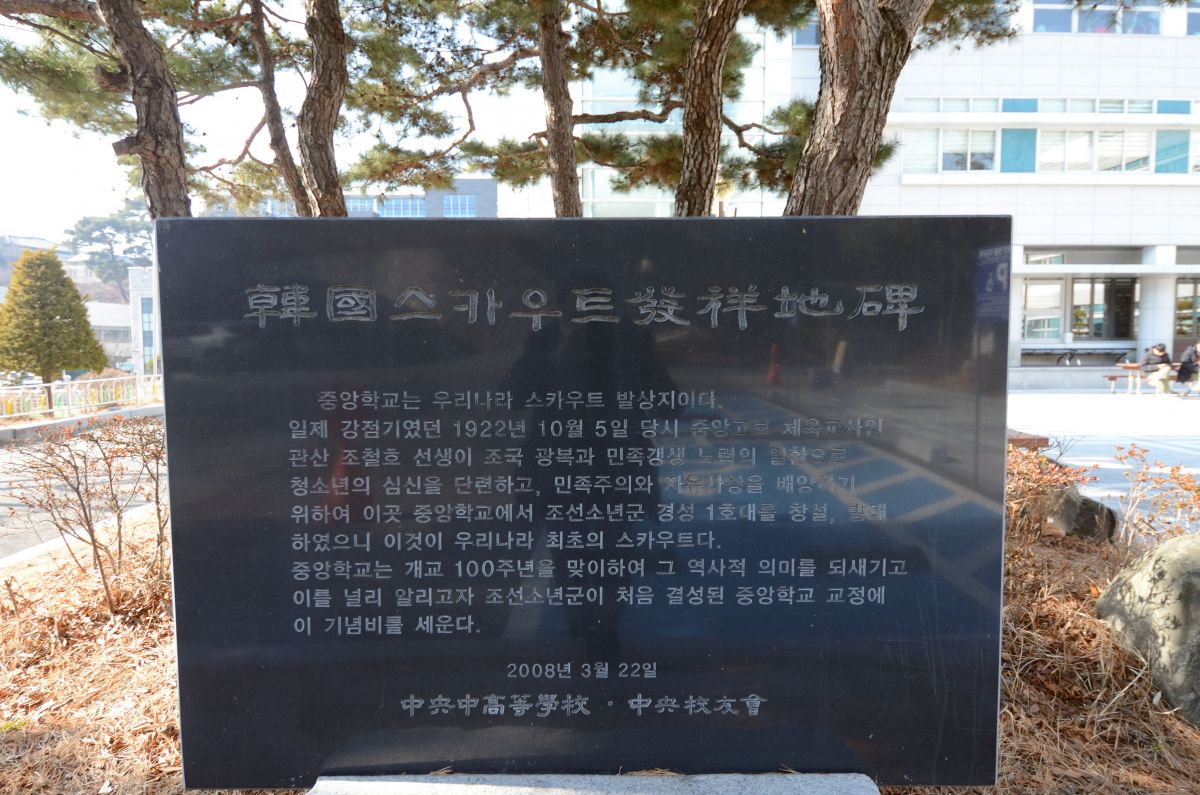 韓國스카우트發祥地碑
중앙학교는 우리나라 스카우트 발상지이다.
일제 강점기였던 1922년 10월 5일 당시 중앙고보 체육교사인
관산 조철호 선생이 조국 광복과 민족갱생 노력의 일환으로
청소년의 심신을 단련하고, 민족주의와 자유사상을 배양하기
위하여 이곳 중앙학교에서 조선소년군 경성 1호대를 창설, 발대
하였으니 이것이 우리나라 최초의 스카우트다.
중앙학교는 개교 100주년을 맞이하여 그 역사적 의미를 되새기고
이를 널리 알리고자 조선소년군이 처음 결성된 중앙학교 교정에
이 기념비를 세운다.
2008년 3월 22일
中央中高等學校 · 中央校友會